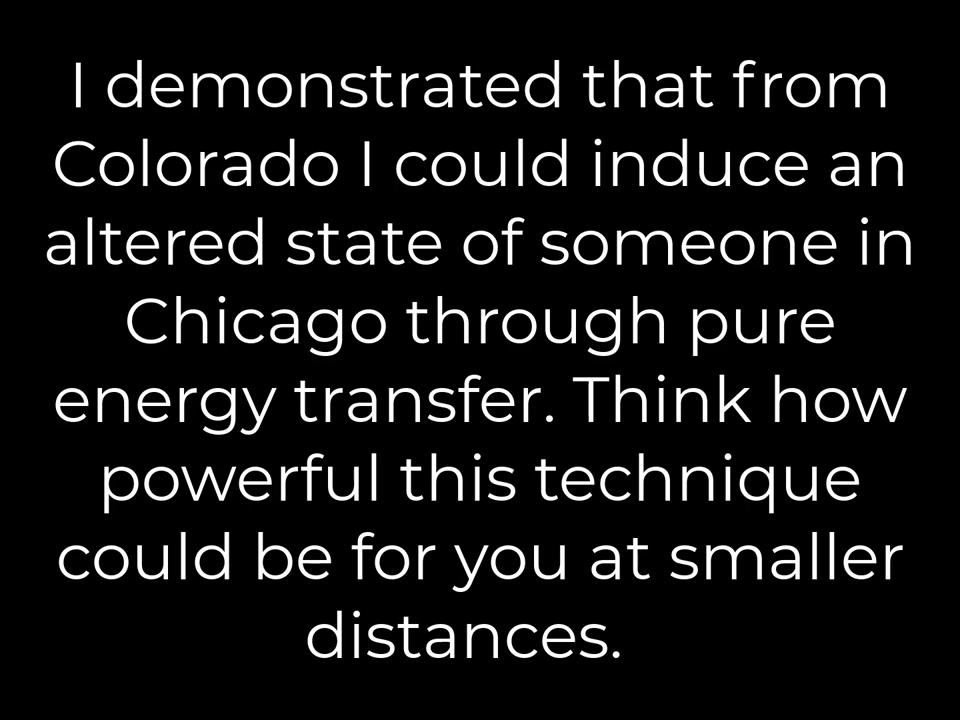 I demonstrated that from
Colorado I could induce an
altered state of someone in
Chicago through pure
energy transfer. Think how
powerful this technique
could be for you at smaller
distances.